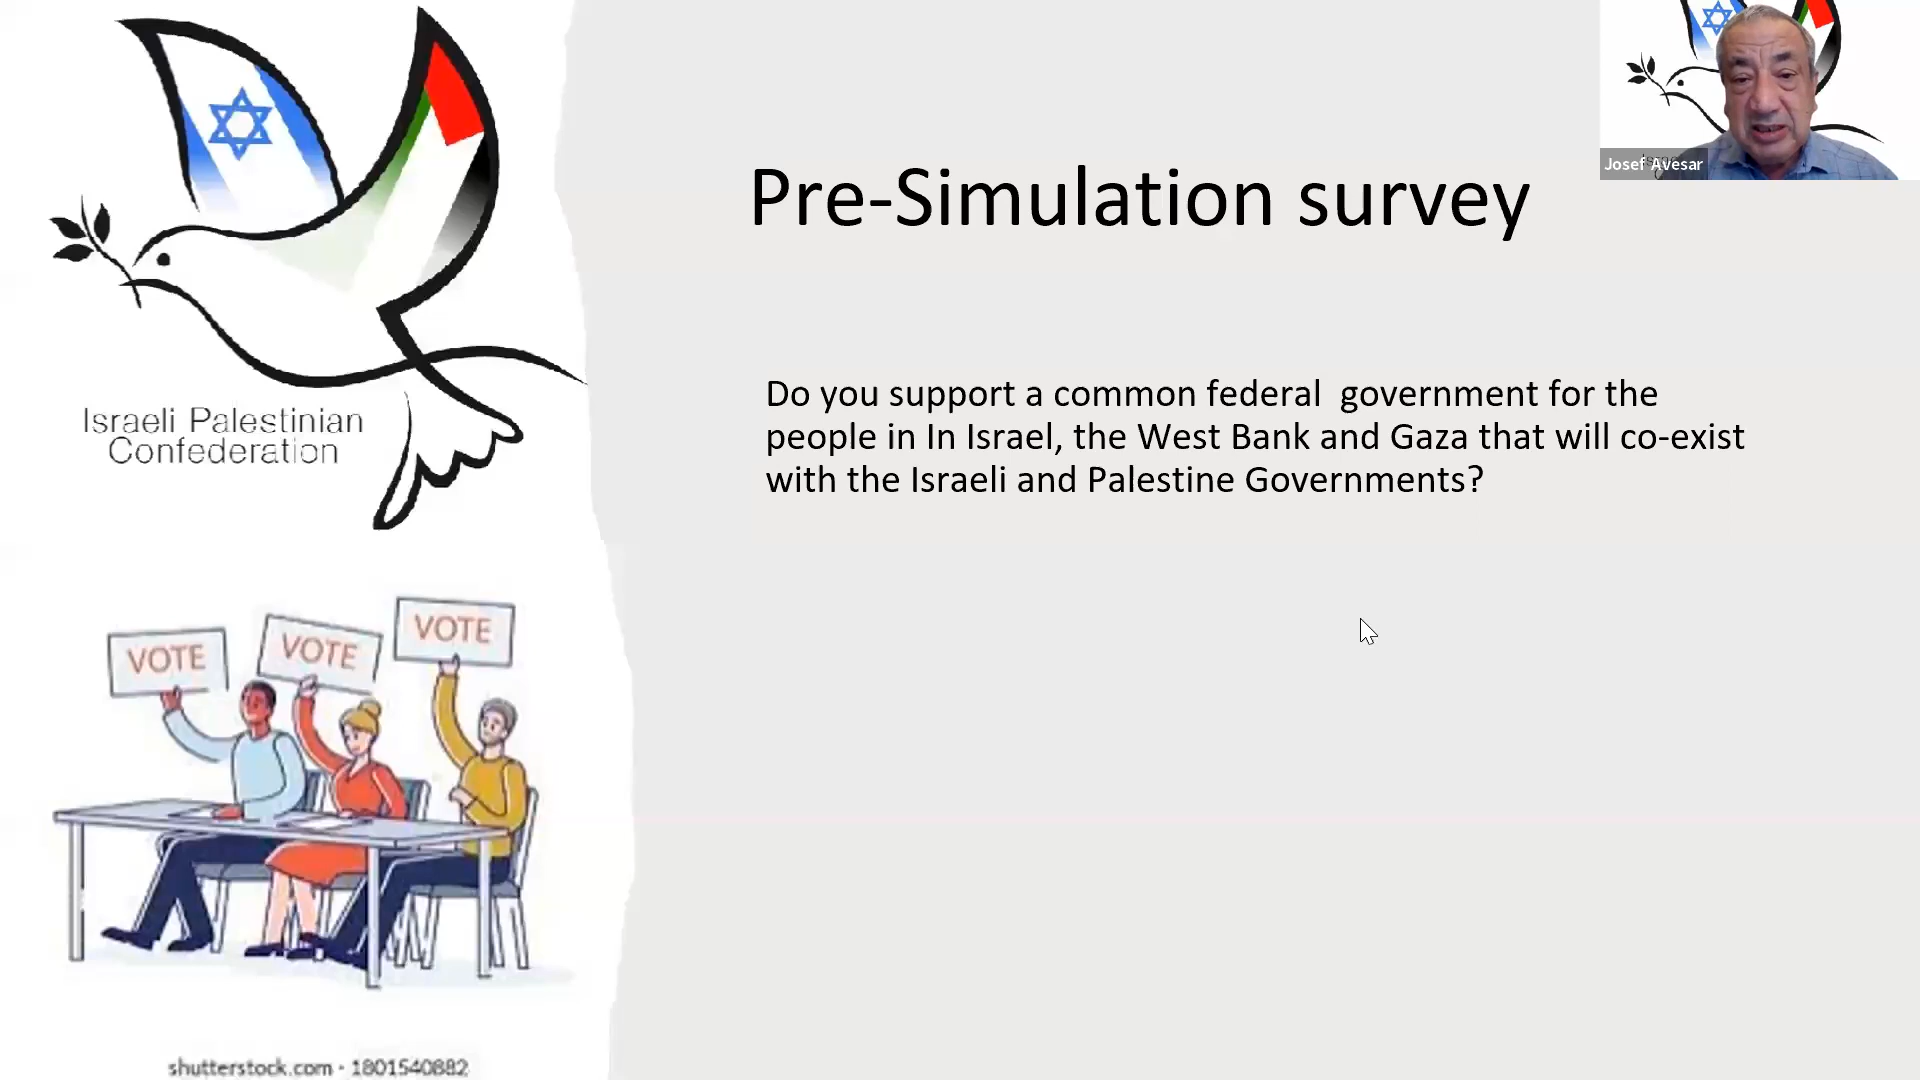 Pre-Simulation survey
Do you support a common federal government for the
people in In Israel, the West Bank and Gaza that will co-exist
with the Israeli and Palestine Governments?
Israeli Palestinian
Confederation
VOTE
VOTE
VOTE
shutterstock.com · 1801540882
Josef Avesar